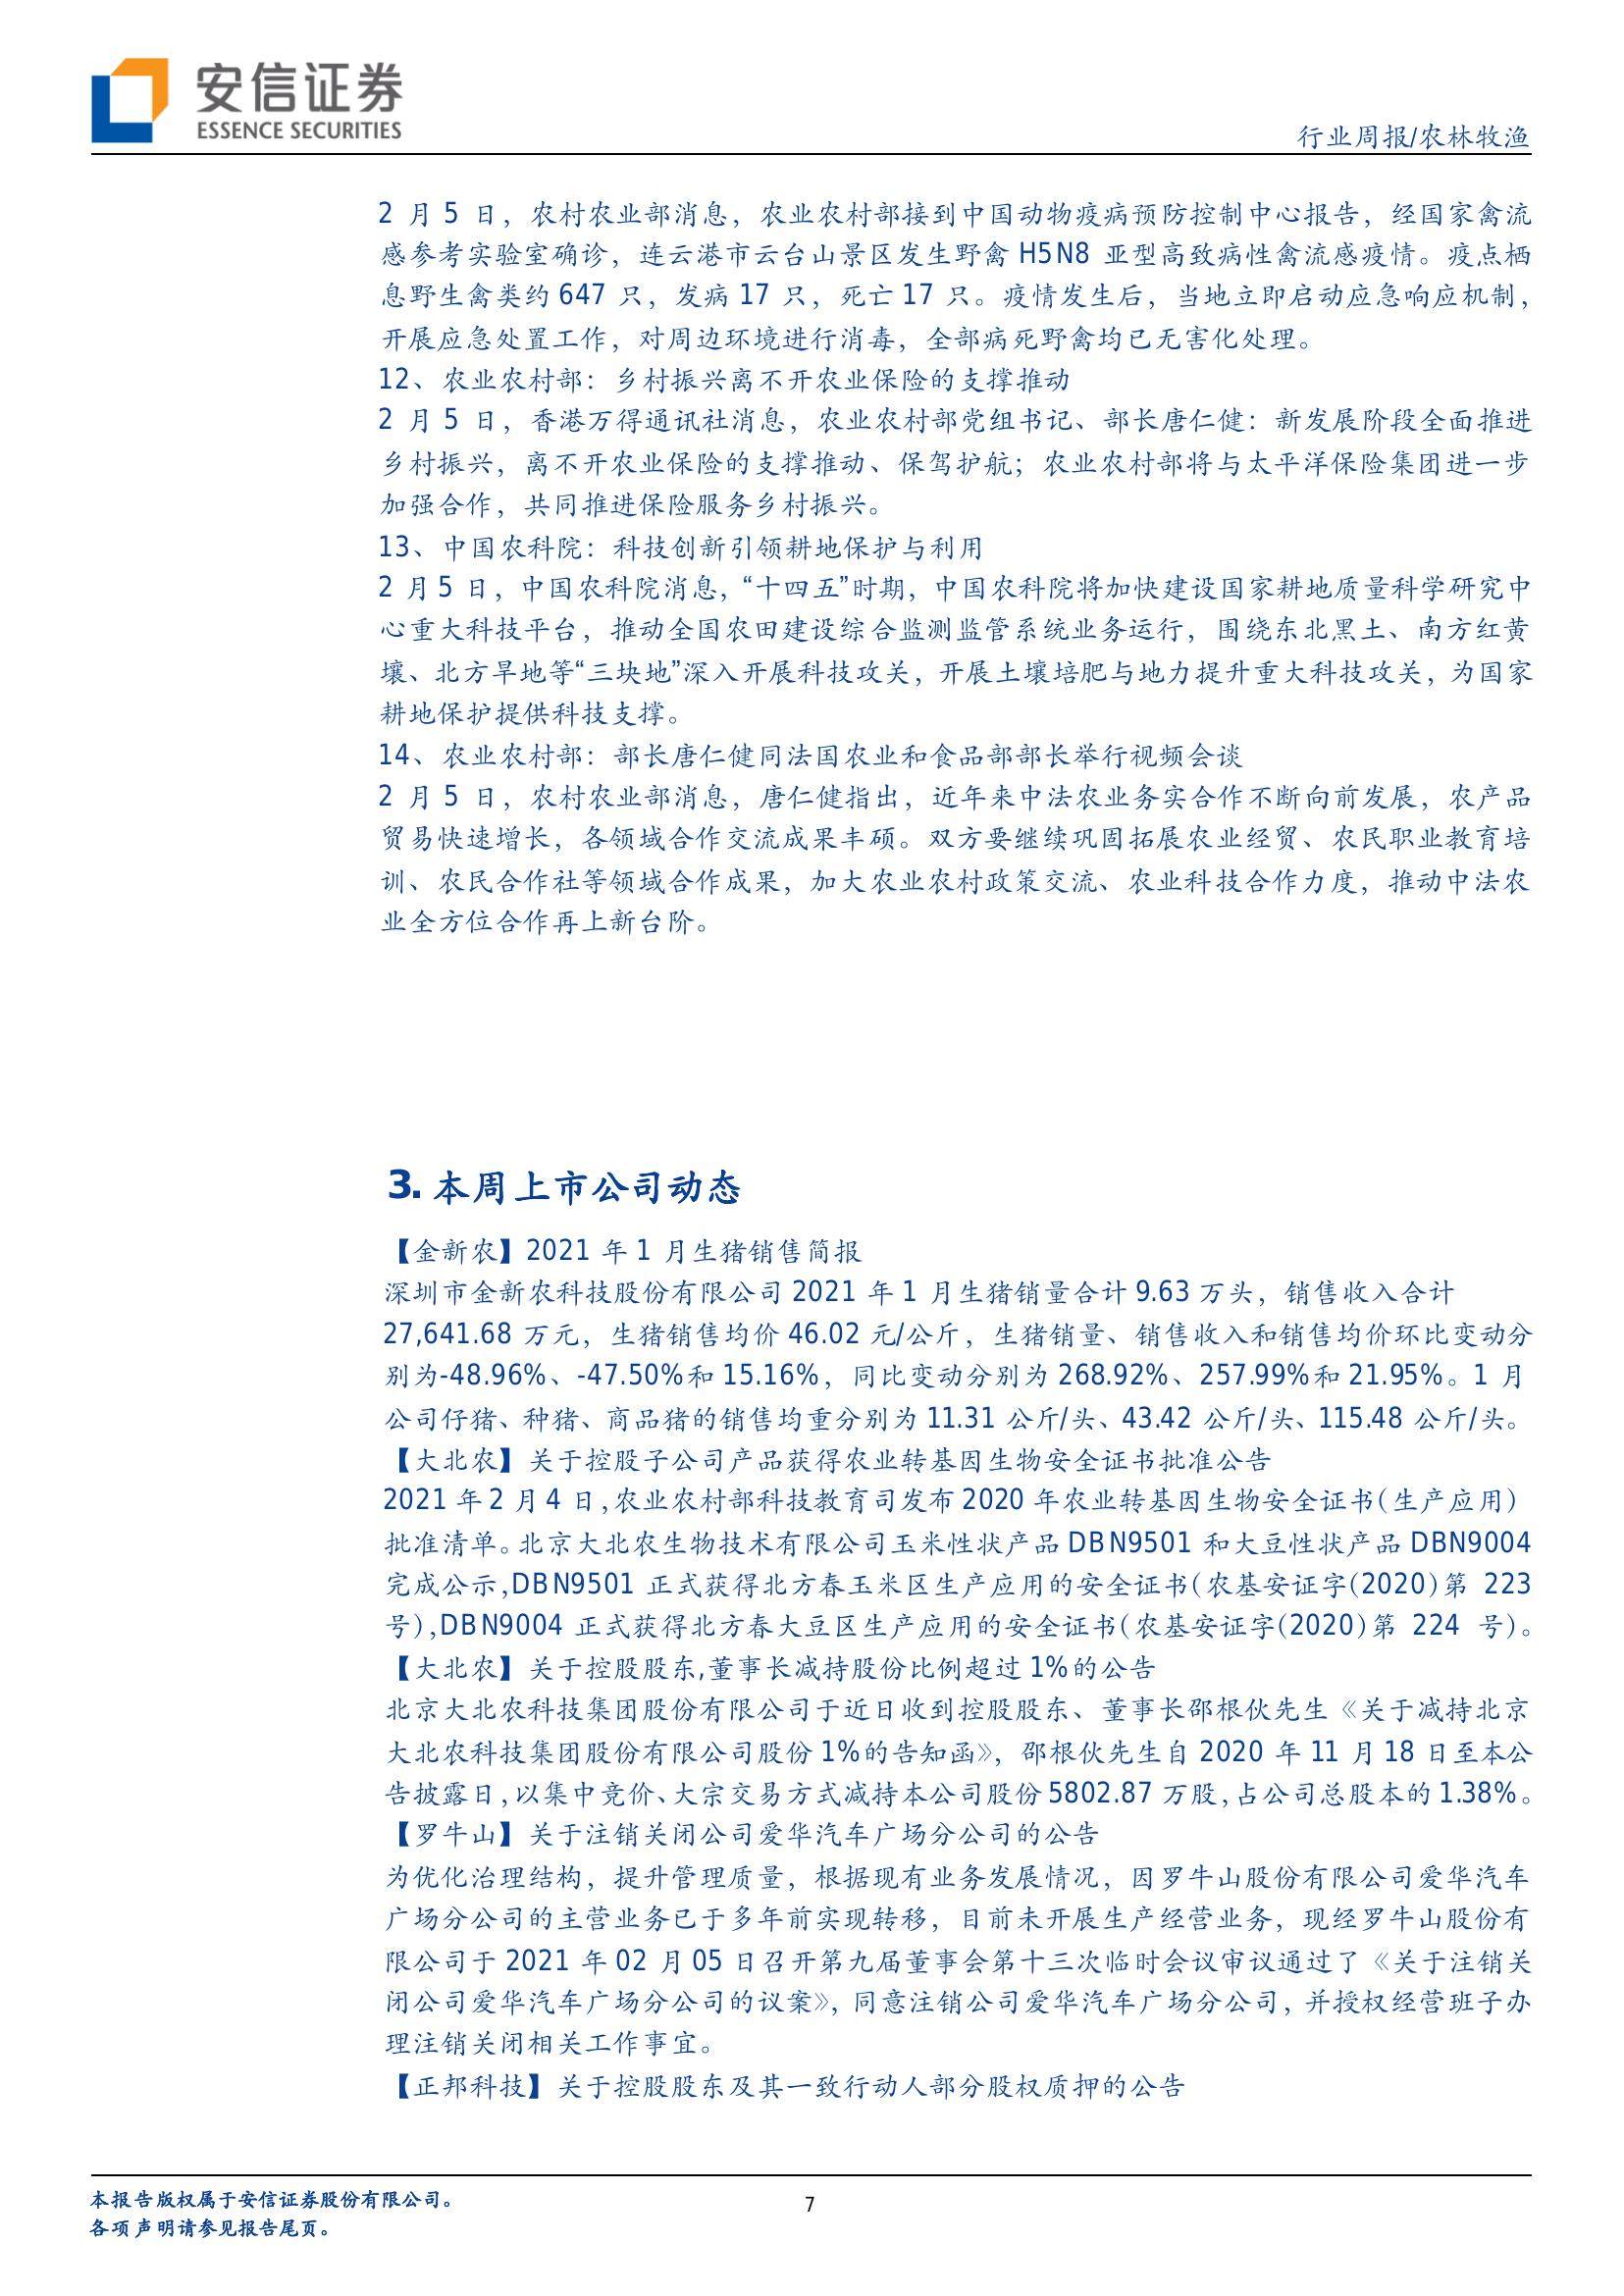 安信证券
ESSENCE SECURITIES
行业周报/农林牧渔
2 月 5 日，农村农业部消息，农业农村部接到中国动物疫病预防控制中心报告，经国家禽流
感参考实验室确诊，连云港市云台山景区发生野禽 H5N8 亚型高致病性禽流感疫情。疫点栖
息野生禽类约 647 只，发病 17 只，死亡 17 只。疫情发生后，当地立即启动应急响应机制，
开展应急处置工作，对周边环境进行消毒，全部病死野禽均已无害化处理。
12、农业农村部：乡村振兴离不开农业保险的支撑推动
2 月 5 日，香港万得通讯社消息，农业农村部党组书记、部长唐仁健：新发展阶段全面推进
乡村振兴，离不开农业保险的支撑推动、保驾护航；农业农村部将与太平洋保险集团进一步
加强合作，共同推进保险服务乡村振兴。
13、中国农科院：科技创新引领耕地保护与利用
2 月 5 日，中国农科院消息，“十四五”时期，中国农科院将加快建设国家耕地质量科学研究中
心重大科技平台，推动全国农田建设综合监测监管系统业务运行，围绕东北黑土、南方红黄
壤、北方旱地等“三块地”深入开展科技攻关，开展土壤培肥与地力提升重大科技攻关，为国家
耕地保护提供科技支撑。
14、农业农村部：部长唐仁健同法国农业和食品部部长举行视频会谈
2 月 5 日，农村农业部消息，唐仁健指出，近年来中法农业务实合作不断向前发展，农产品
贸易快速增长，各领域合作交流成果丰硕。双方要继续巩固拓展农业经贸、农民职业教育培
训、农民合作社等领域合作成果，加大农业农村政策交流、农业科技合作力度，推动中法农
业全方位合作再上新台阶。
3. 本周上市公司动态
【金新农】2021 年 1 月生猪销售简报
深圳市金新农科技股份有限公司 2021 年 1 月生猪销量合计 9.63 万头，销售收入合计
27,641.68 万元，生猪销售均价 46.02 元/公斤，生猪销量、销售收入和销售均价环比变动分
别为-48.96%、-47.50%和 15.16%，同比变动分别为 268.92%、257.99%和 21.95%。1 月
公司仔猪、种猪、商品猪的销售均重分别为 11.31 公斤/头、43.42 公斤/头、115.48 公斤/头。
【大北农】关于控股子公司产品获得农业转基因生物安全证书批准公告
2021 年 2 月 4 日,农业农村部科技教育司发布 2020 年农业转基因生物安全证书(生产应用)
批准清单。北京大北农生物技术有限公司玉米性状产品 DBN9501 和大豆性状产品 DBN9004
完成公示,DBN9501 正式获得北方春玉米区生产应用的安全证书(农基安证字(2020)第 223
号),DBN9004 正式获得北方春大豆区生产应用的安全证书(农基安证字(2020)第 224 号)。
【大北农】关于控股股东,董事长减持股份比例超过 1%的公告
北京大北农科技集团股份有限公司于近日收到控股股东、董事长邵根伙先生《关于减持北京
大北农科技集团股份有限公司股份 1%的告知函》，邵根伙先生自 2020 年 11 月 18 日至本公
告披露日,以集中竞价、大宗交易方式减持本公司股份 5802.87 万股,占公司总股本的 1.38%。
【罗牛山】关于注销关闭公司爱华汽车广场分公司的公告
为优化治理结构，提升管理质量，根据现有业务发展情况，因罗牛山股份有限公司爱华汽车
广场分公司的主营业务已于多年前实现转移，目前未开展生产经营业务，现经罗牛山股份有
限公司于 2021 年 02 月 05 日召开第九届董事会第十三次临时会议审议通过了《关于注销关
闭公司爱华汽车广场分公司的议案》，同意注销公司爱华汽车广场分公司，并授权经营班子办
理注销关闭相关工作事宜。
【正邦科技】关于控股股东及其一致行动人部分股权质押的公告
本报告版权属于安信证券股份有限公司。
7
各项声明请参见报告尾页。